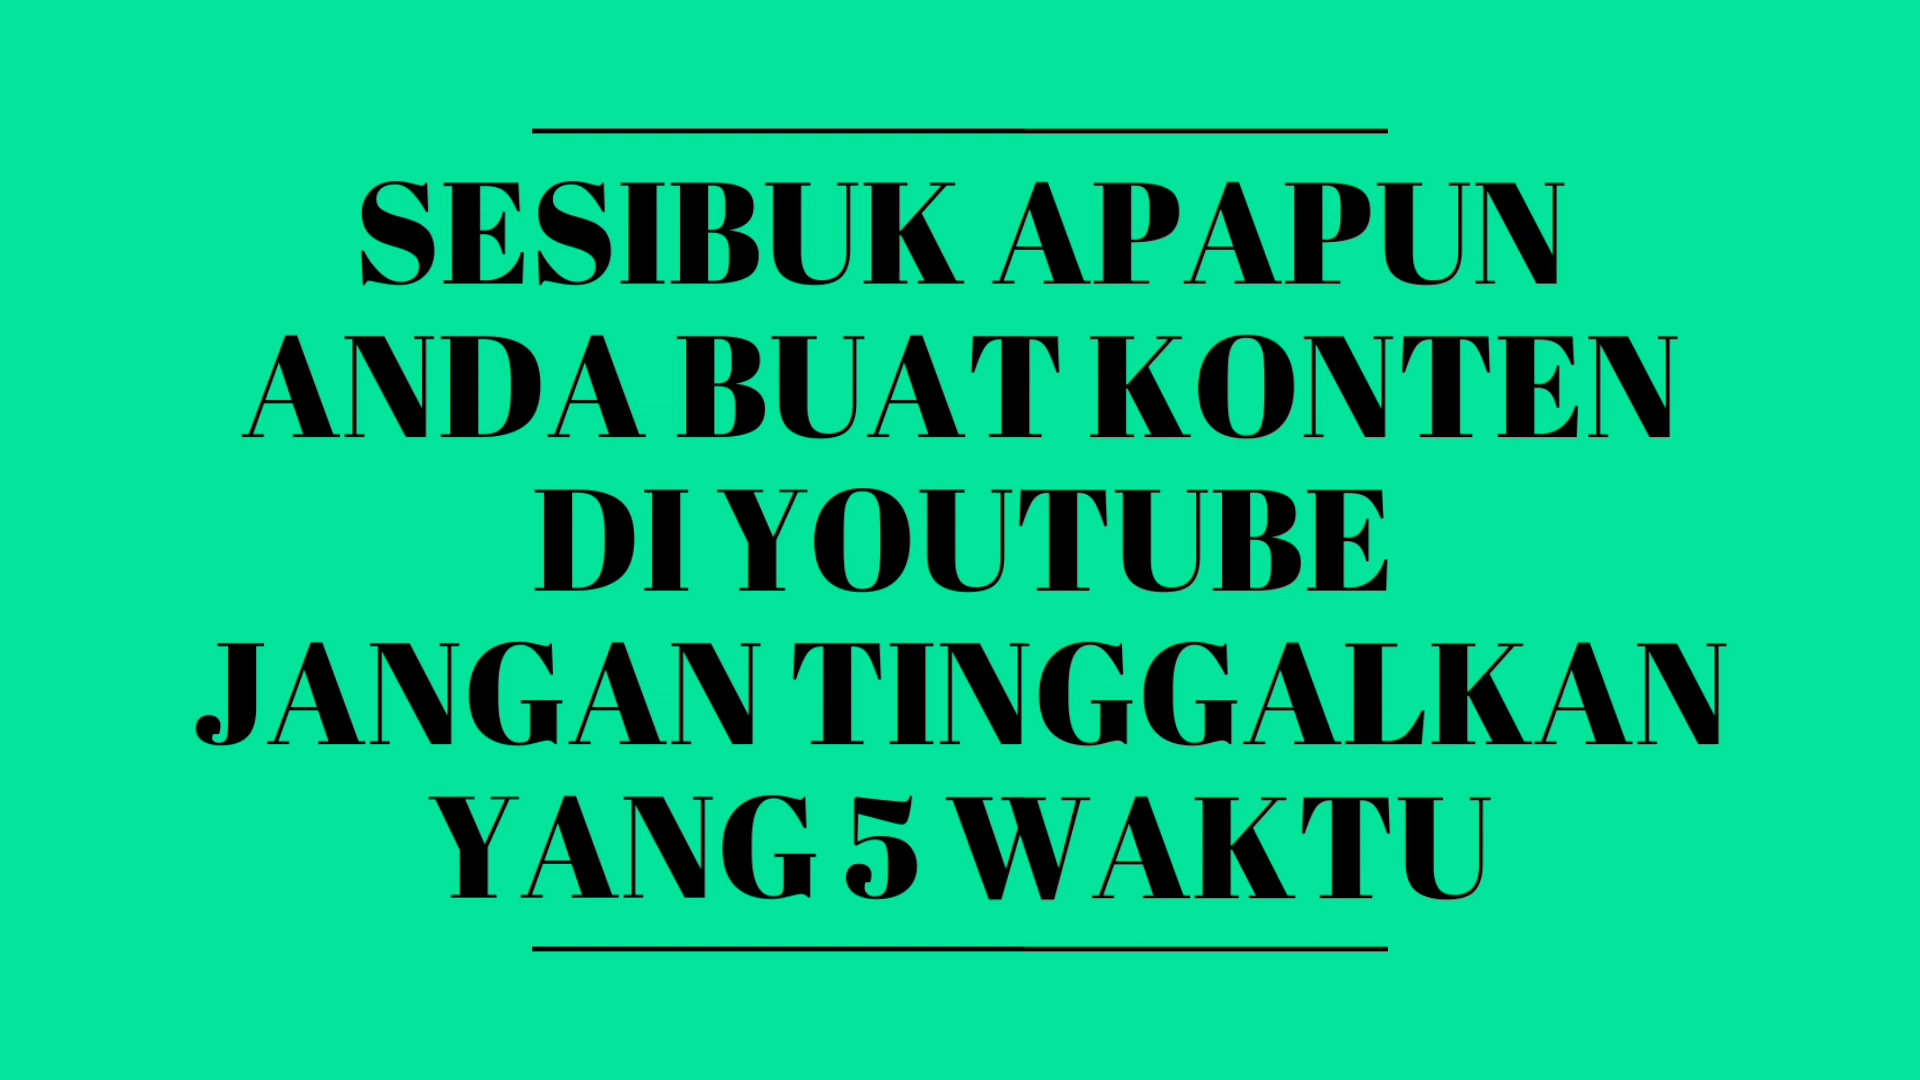 SESIBUK APAPUN
ANDA BUAT KONTEN
DI YOUTUBE
JANGAN TINGGALKAN
YANG 5 WAKTU